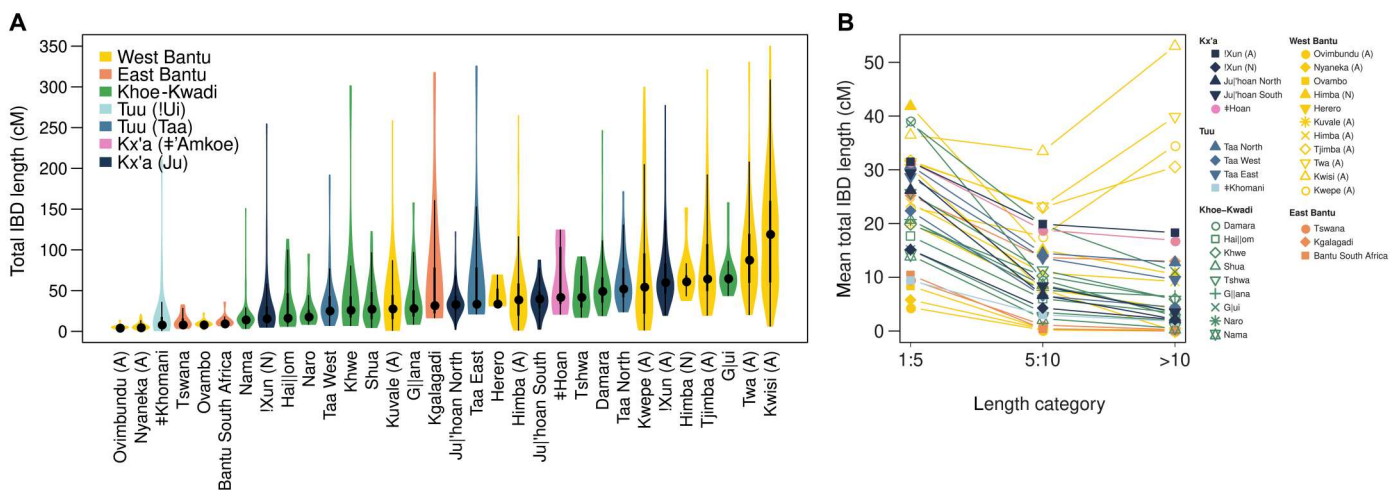 A
Total IBD length (cM)
350
300
250
200
150
100
50
0
West Bantu
East Bantu
Khoe-Kwadi
Tuu (!Ui)
Tuu (Taa)
Kx'a (ǂ'Amkoe)
Kx'a (Ju)
Ovimbundu (A)
Nyaneka (A)
ǂKhomani
Tswana
Ovambo
Bantu South Africa
Nama
!Xun (N)
Hai||om
Naro
Taa West
Khwe
Shua
Kuvale (A)
G||ana
Kgalagadi
Ju|'hoan North
Taa East
Herero
Himba (A)
Ju|'hoan South
ǂHoan
Tshwa
Damara
Taa North
Kwepe (A)
!Xun (A)
Himba (N)
Tjimba (A)
G|ui
Twa (A)
Kwisi (A)
B
Mean total IBD length (cM)
50
40
30
20
10
0
1:5
5:10
>10
Length category
Kx'a
!Xun (A)
!Xun (N)
Ju|'hoan North
Ju|'hoan South
ǂHoan
Tuu
Taa North
Taa West
Taa East
ǂKhomani
Khoe-Kwadi
Damara
Hai||om
Khwe
Shua
Tshwa
G||ana
G|ui
Naro
Nama
West Bantu
Ovimbundu (A)
Nyaneka (A)
Ovambo
Himba (N)
Herero
Kuvale (A)
Himba (A)
Tjimba (A)
Twa (A)
Kwisi (A)
Kwepe (A)
East Bantu
Tswana
Kgalagadi
Bantu South Africa